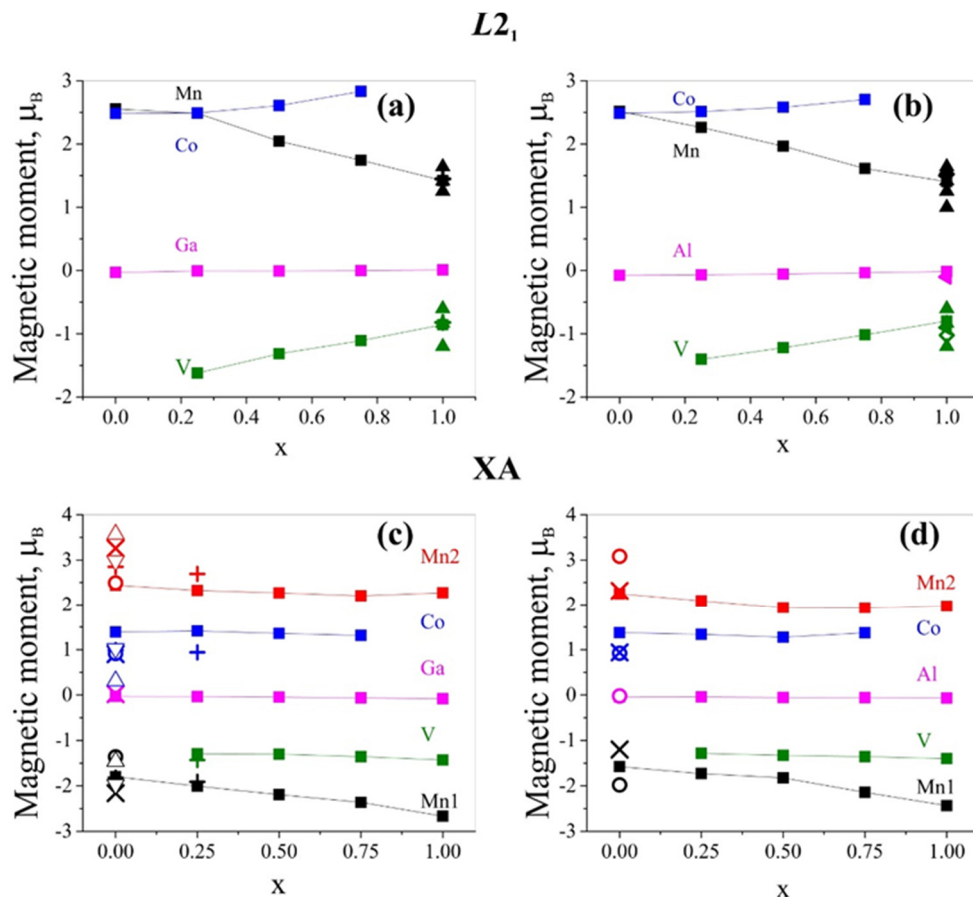 L2₁
(a)
Magnetic moment, μB
3
2
1
0
-1
-2
Mn
Co
Ga
V
0.0 0.2 0.4 0.6 0.8 1.0
x
(b)
Magnetic moment, μB
3
2
1
0
-1
-2
Co
Mn
Al
V
0.0 0.2 0.4 0.6 0.8 1.0
x
XA
(c)
Magnetic moment, μB
4
3
2
1
0
-1
-2
-3
Mn2
Co
Ga
V
Mn1
0.00 0.25 0.50 0.75 1.00
x
(d)
Magnetic moment, μB
4
3
2
1
0
-1
-2
-3
Mn2
Co
Al
V
Mn1
0.00 0.25 0.50 0.75 1.00
x